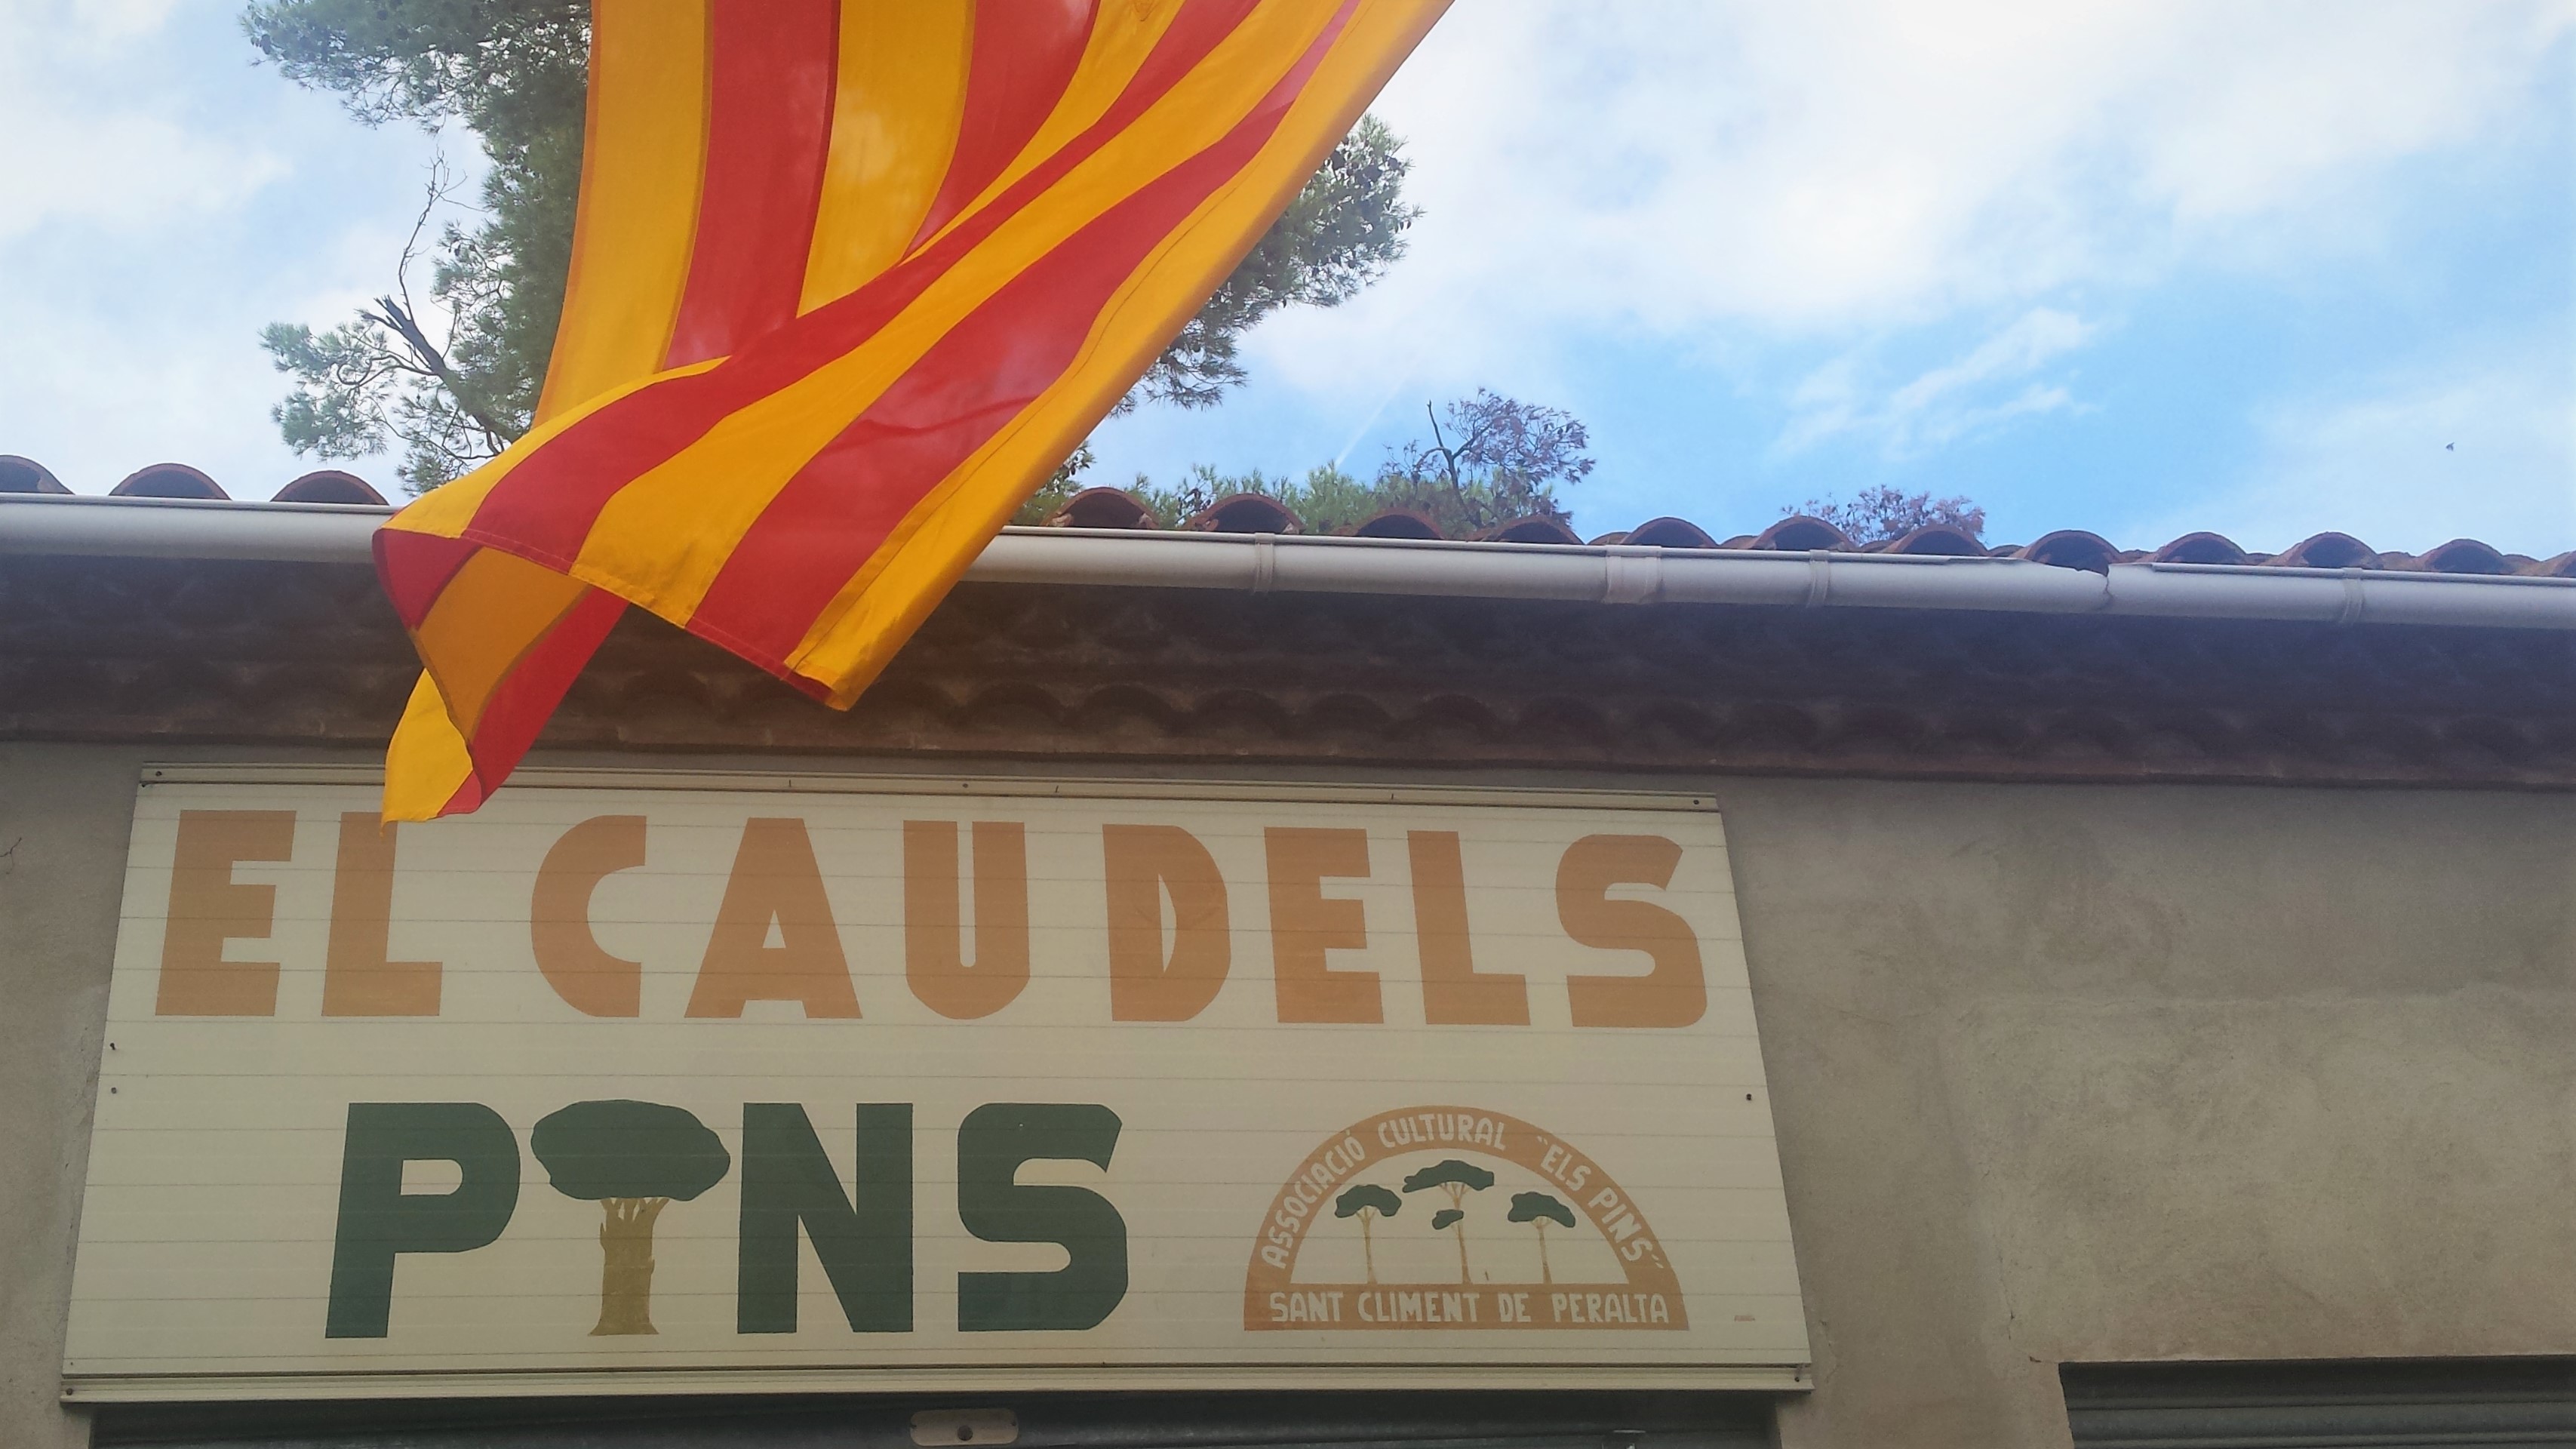 EL CAU DELS
PINS
ASSOCIACIÓ CULTURAL "ELS PINS"
SANT CLIMENT DE PERALTA